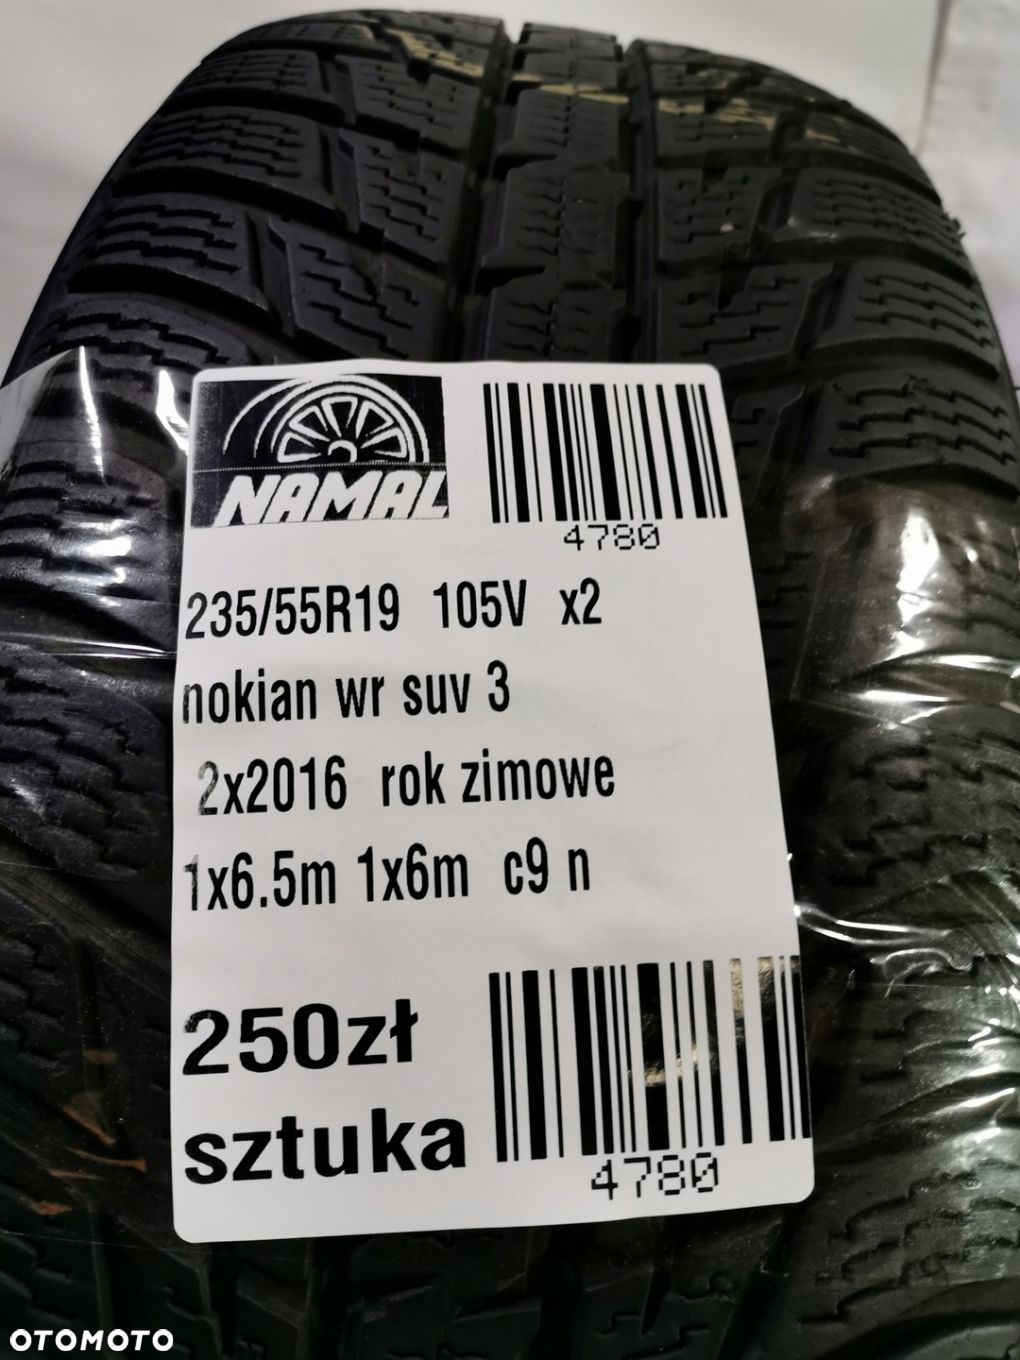 NAMAL
4780
235/55R19 105V x2
nokian wr suv 3
2x2016 rok zimowe
1x6.5m 1x6m c9 n
250zł
sztuka
4780
OTOMOTO